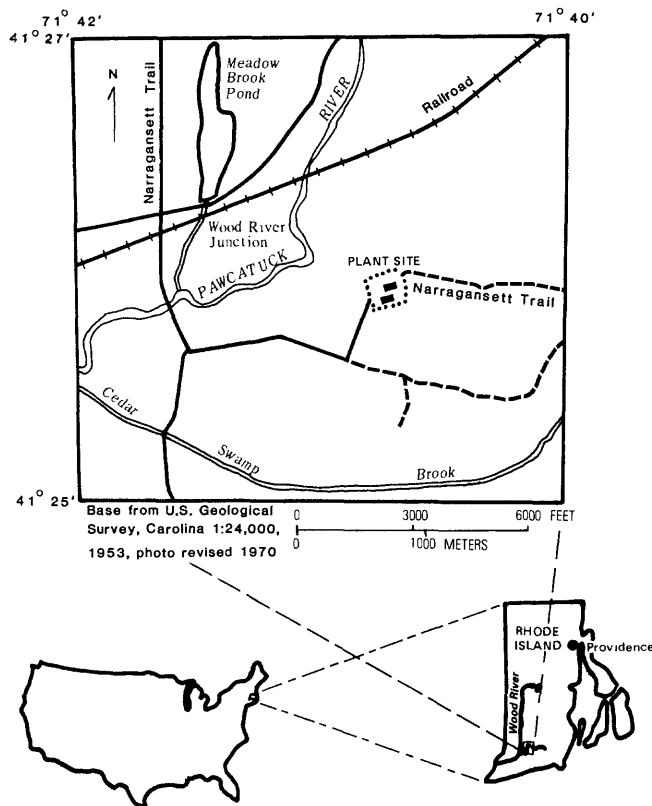 71° 42′
71° 40′
41° 27′
N
Narragansett Trail
Meadow
Brook
Pond
RIVER
Railroad
Wood River
Junction
PAWCATUCK
PLANT SITE
Narragansett Trail
Cedar
Swamp
Brook
41° 25′
Base from U.S. Geological
Survey, Carolina 1:24,000,
1953, photo revised 1970
0 3000 6000 FEET
0 1000 METERS
RHODE
ISLAND
Providence
Wood River